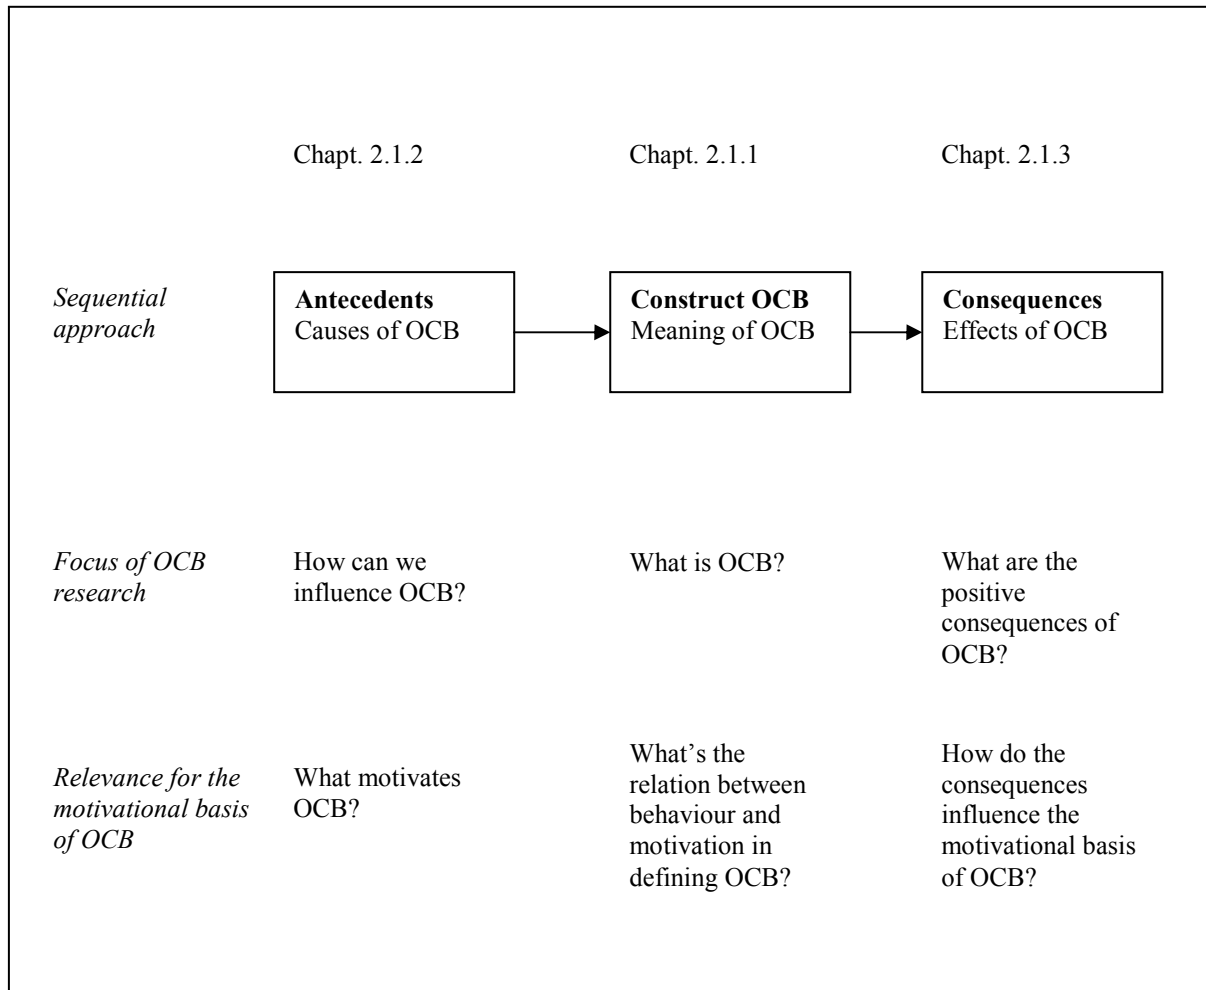 Chapt. 2.1.2
Chapt. 2.1.1
Chapt. 2.1.3
Sequential
approach
Antecedents
Causes of OCB
Construct OCB
Meaning of OCB
Consequences
Effects of OCB
Focus of OCB
research
How can we
influence OCB?
What is OCB?
What are the
positive
consequences of
OCB?
Relevance for the
motivational basis
of OCB
What motivates
OCB?
What’s the
relation between
behaviour and
motivation in
defining OCB?
How do the
consequences
influence the
motivational basis
of OCB?